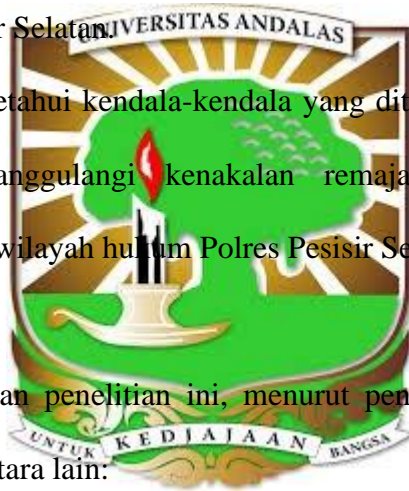 r Selatan.
UNIVERSITAS ANDALAS
etahui kendala-kendala yang dit
anggulangi kenakalan remaja
wilayah hukum Polres Pesisir Se
an penelitian ini, menurut pen
UNTUK KEDJAJAAN BANGSA
tara lain: